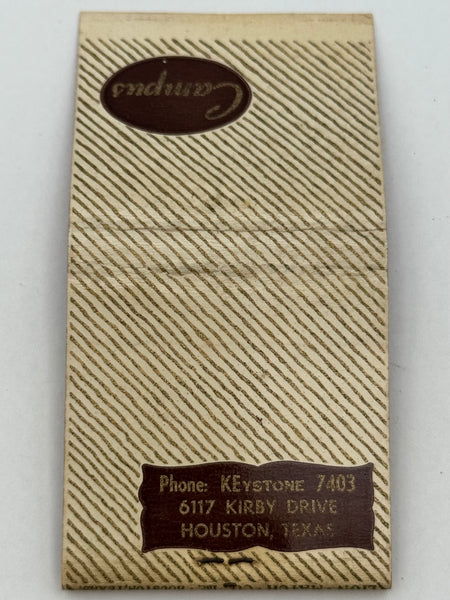 Campus
Phone: KEYSTONE 7403
6117 KIRBY DRIVE
HOUSTON, TEXAS